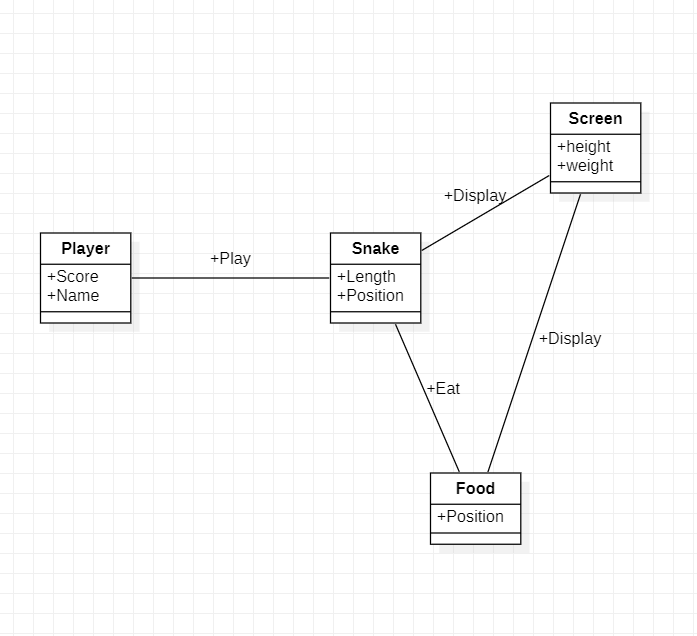 Screen
+height
+weight
+Display
Player
+Score
+Name
+Play
Snake
+Length
+Position
+Display
+Eat
Food
+Position